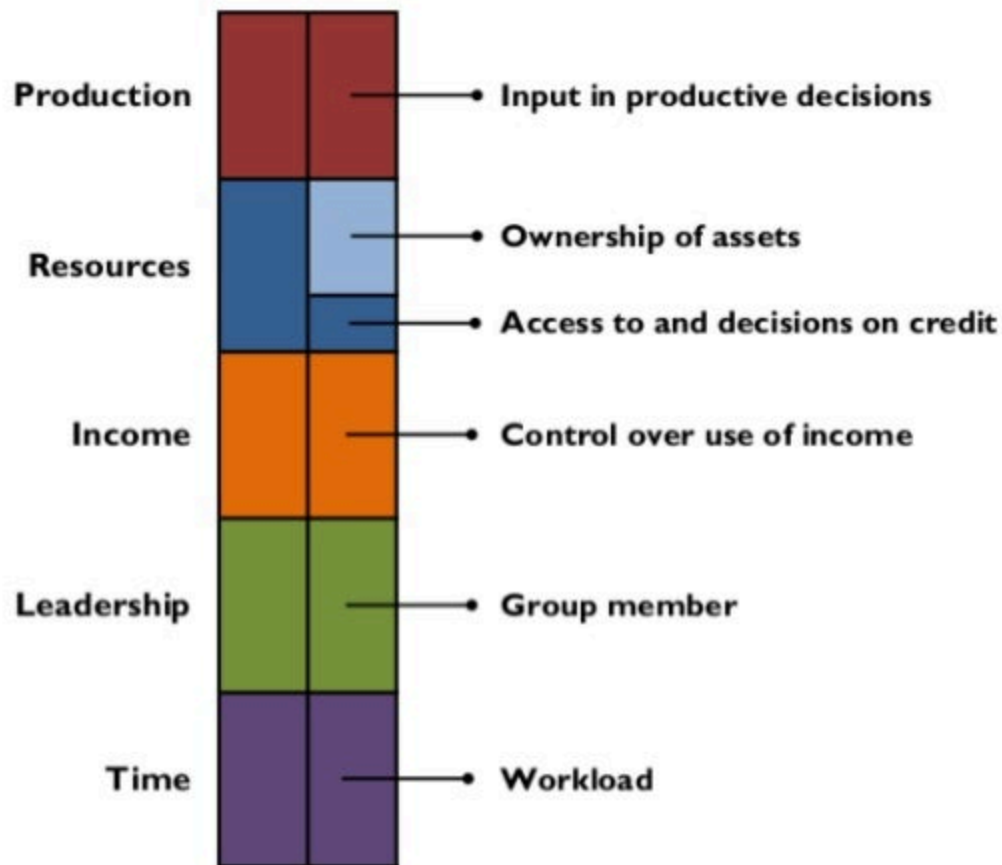 Production
Input in productive decisions
Resources
Ownership of assets
Access to and decisions on credit
Income
Control over use of income
Leadership
Group member
Time
Workload